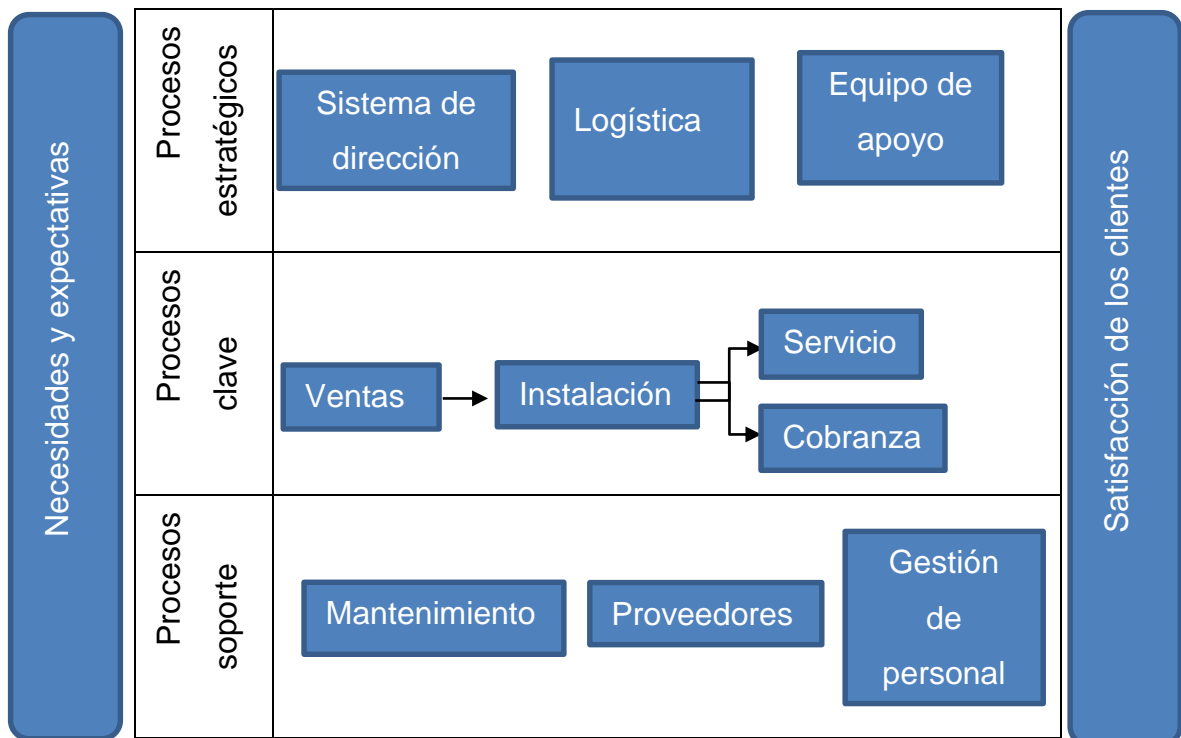 Necesidades y expectativas
Procesos
estratégicos
Sistema de
dirección
Logística
Equipo de
apoyo
Procesos
clave
Ventas
Instalación
Servicio
Cobranza
Procesos
soporte
Mantenimiento
Proveedores
Gestión
de
personal
Satisfacción de los clientes